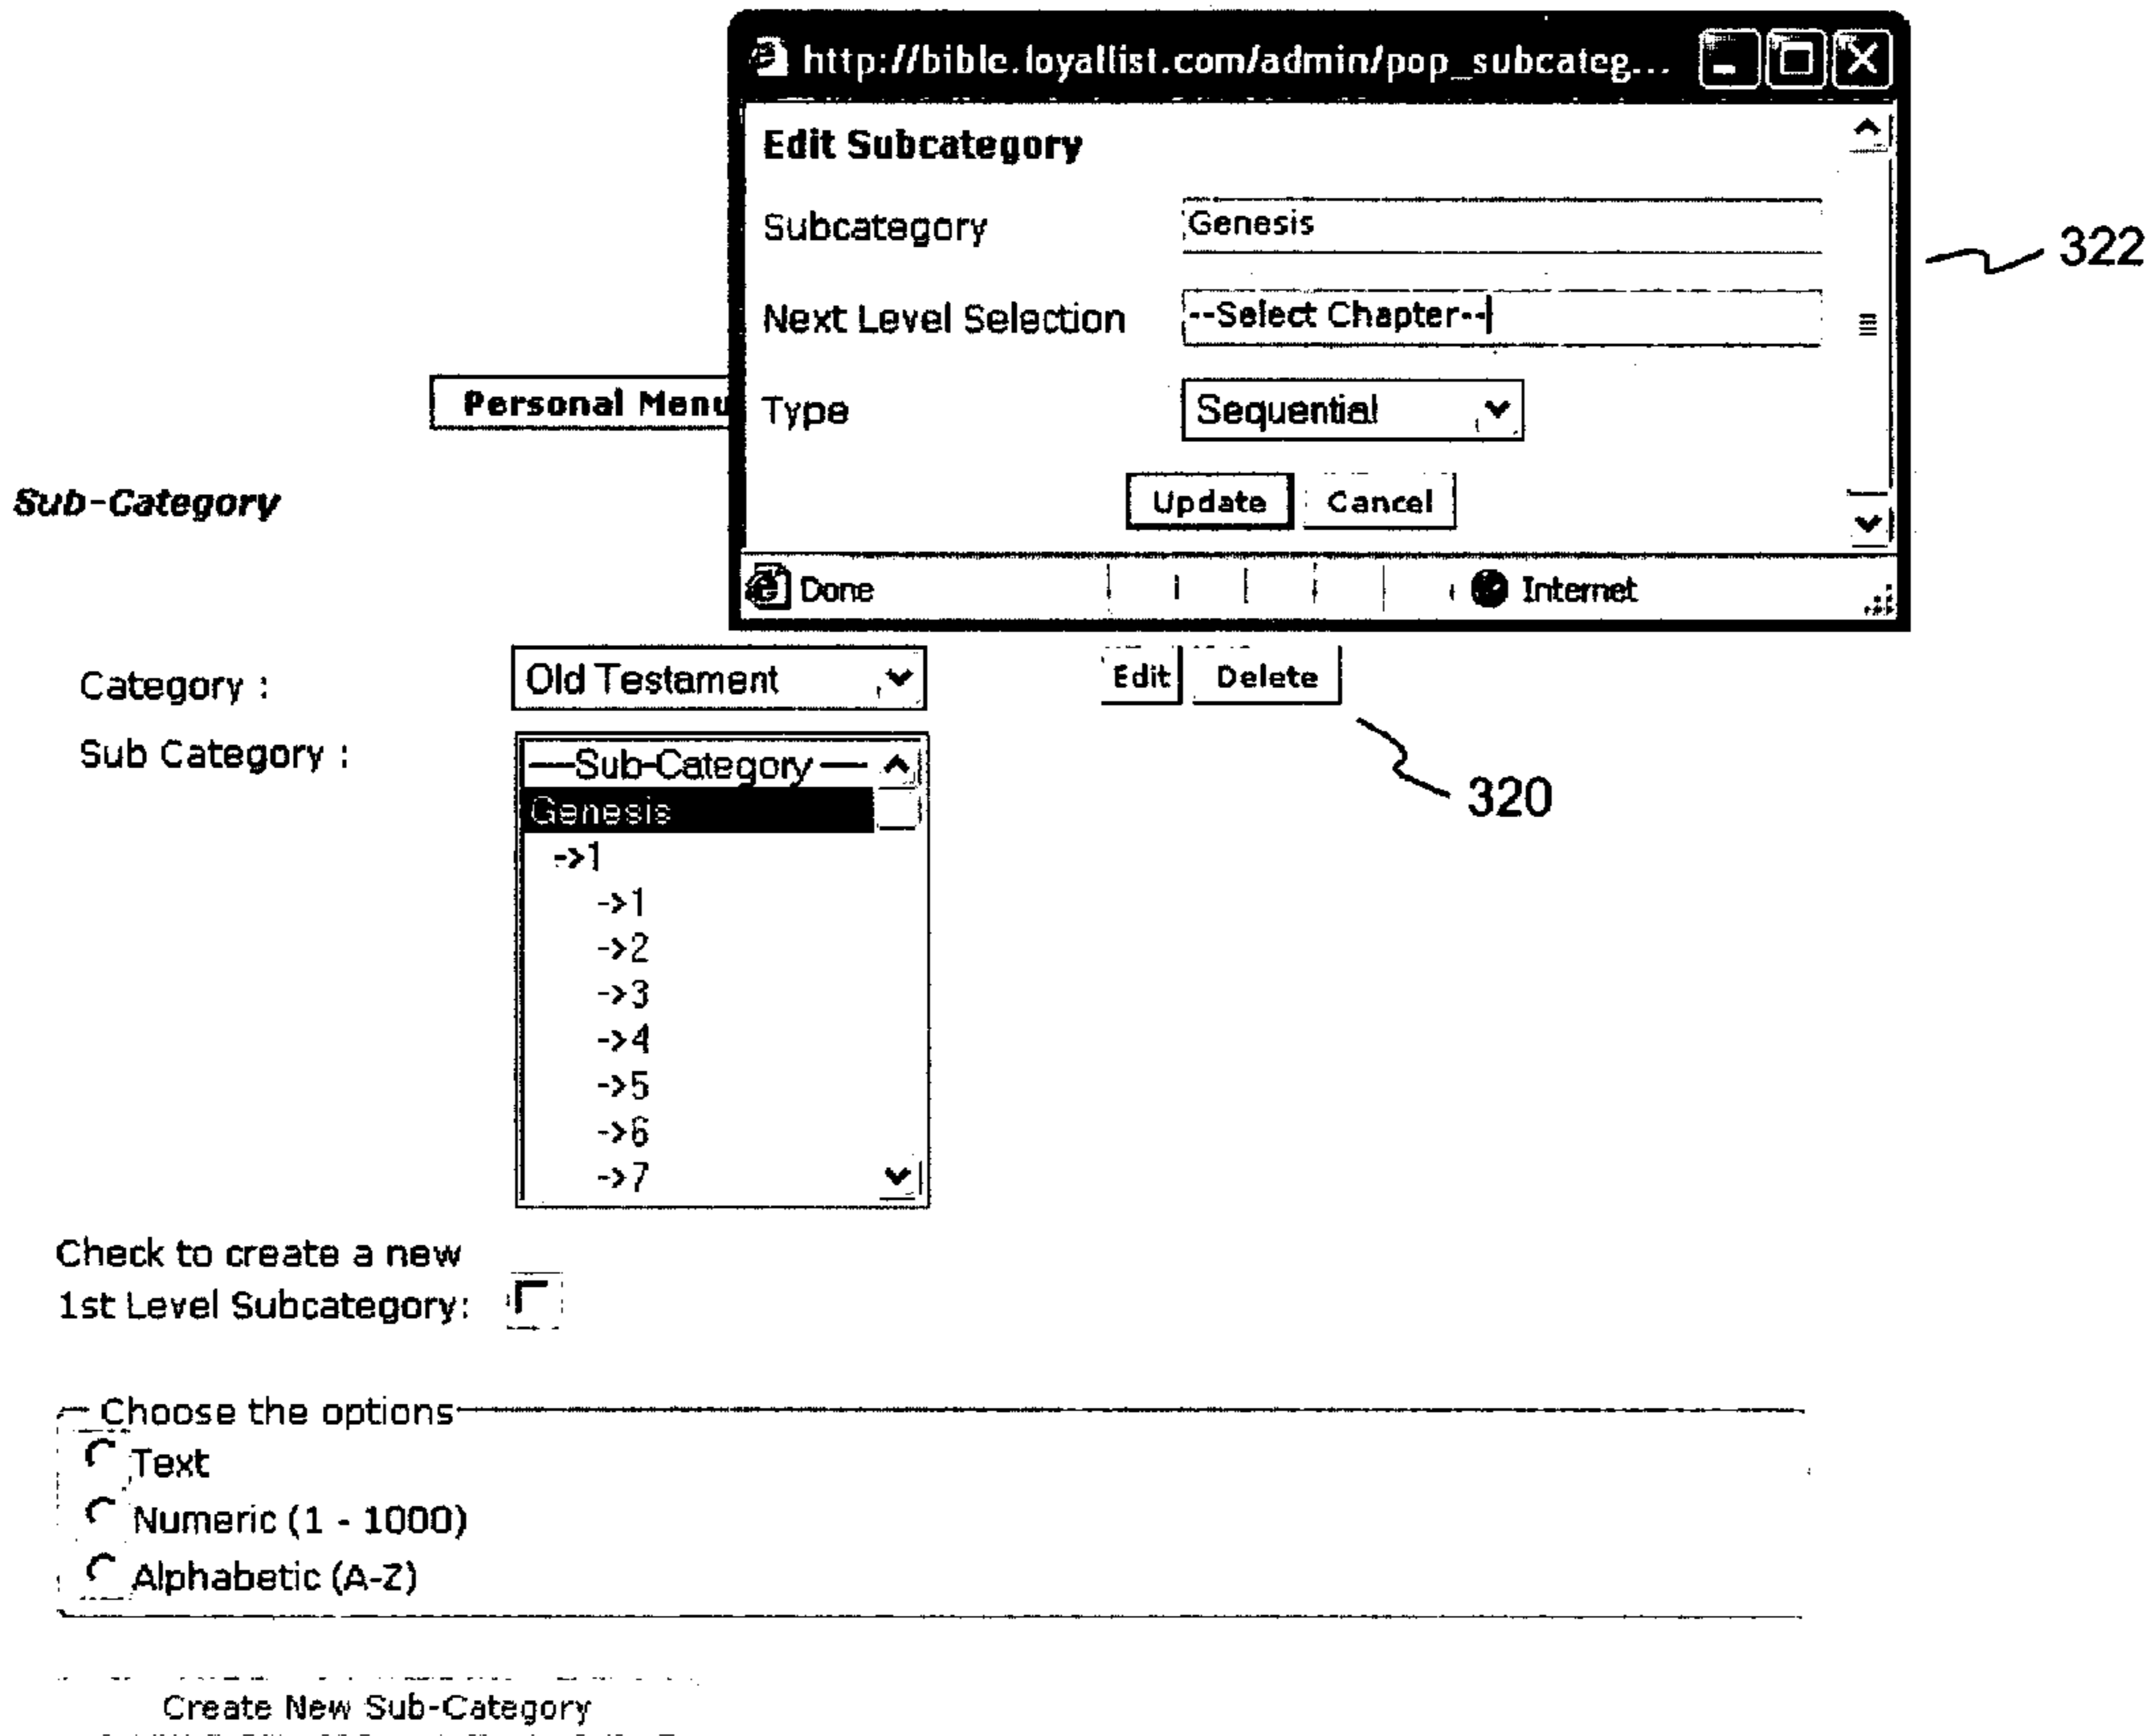 http://bible.loyallist.com/admin/pop_subcateg...
Edit Subcategory
Subcategory Genesis
322
Next Level Selection --Select Chapter--
Personal Menu
Type Sequential
Sub-Category
Update Cancel
Done Internet
Category : Old Testament Edit Delete
Sub Category : —Sub-Category—
320
Genesis
->1
->1
->2
->3
->4
->5
->6
->7
Check to create a new
1st Level Subcategory:
Choose the options
Text
Numeric (1 - 1000)
Alphabetic (A-Z)
Create New Sub-Category